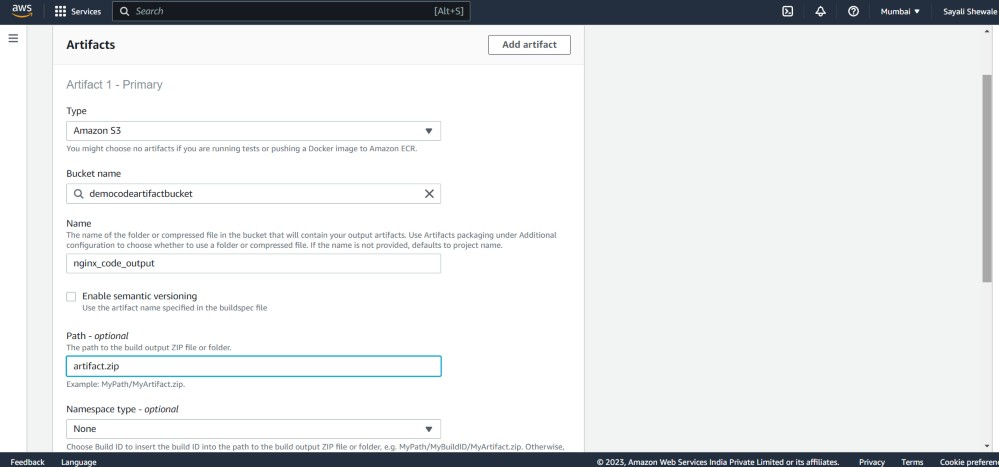 aws
Services
Search
[Alt+S]
Mumbai
Sayali Shewale
Artifacts
Add artifact
Artifact 1 - Primary
Type
Amazon S3
You might choose no artifacts if you are running tests or pushing a Docker image to Amazon ECR.
Bucket name
democodeartifactbucket
Name
The name of the folder or compressed file in the bucket that will contain your output artifacts. Use Artifacts packaging under Additional
configuration to choose whether to use a folder or compressed file. If the name is not provided, defaults to project name.
nginx_code_output
Enable semantic versioning
Use the artifact name specified in the buildspec file
Path - optional
The path to the build output ZIP file or folder.
artifact.zip
Example: MyPath/MyArtifact.zip.
Namespace type - optional
None
Choose Build ID to insert the build ID into the path to the build output ZIP file or folder, e.g. MyPath/MyBuildID/MyArtifact.zip. Otherwise,
Feedback
Language
© 2023, Amazon Web Services India Private Limited or its affiliates.
Privacy
Terms
Cookie preferen